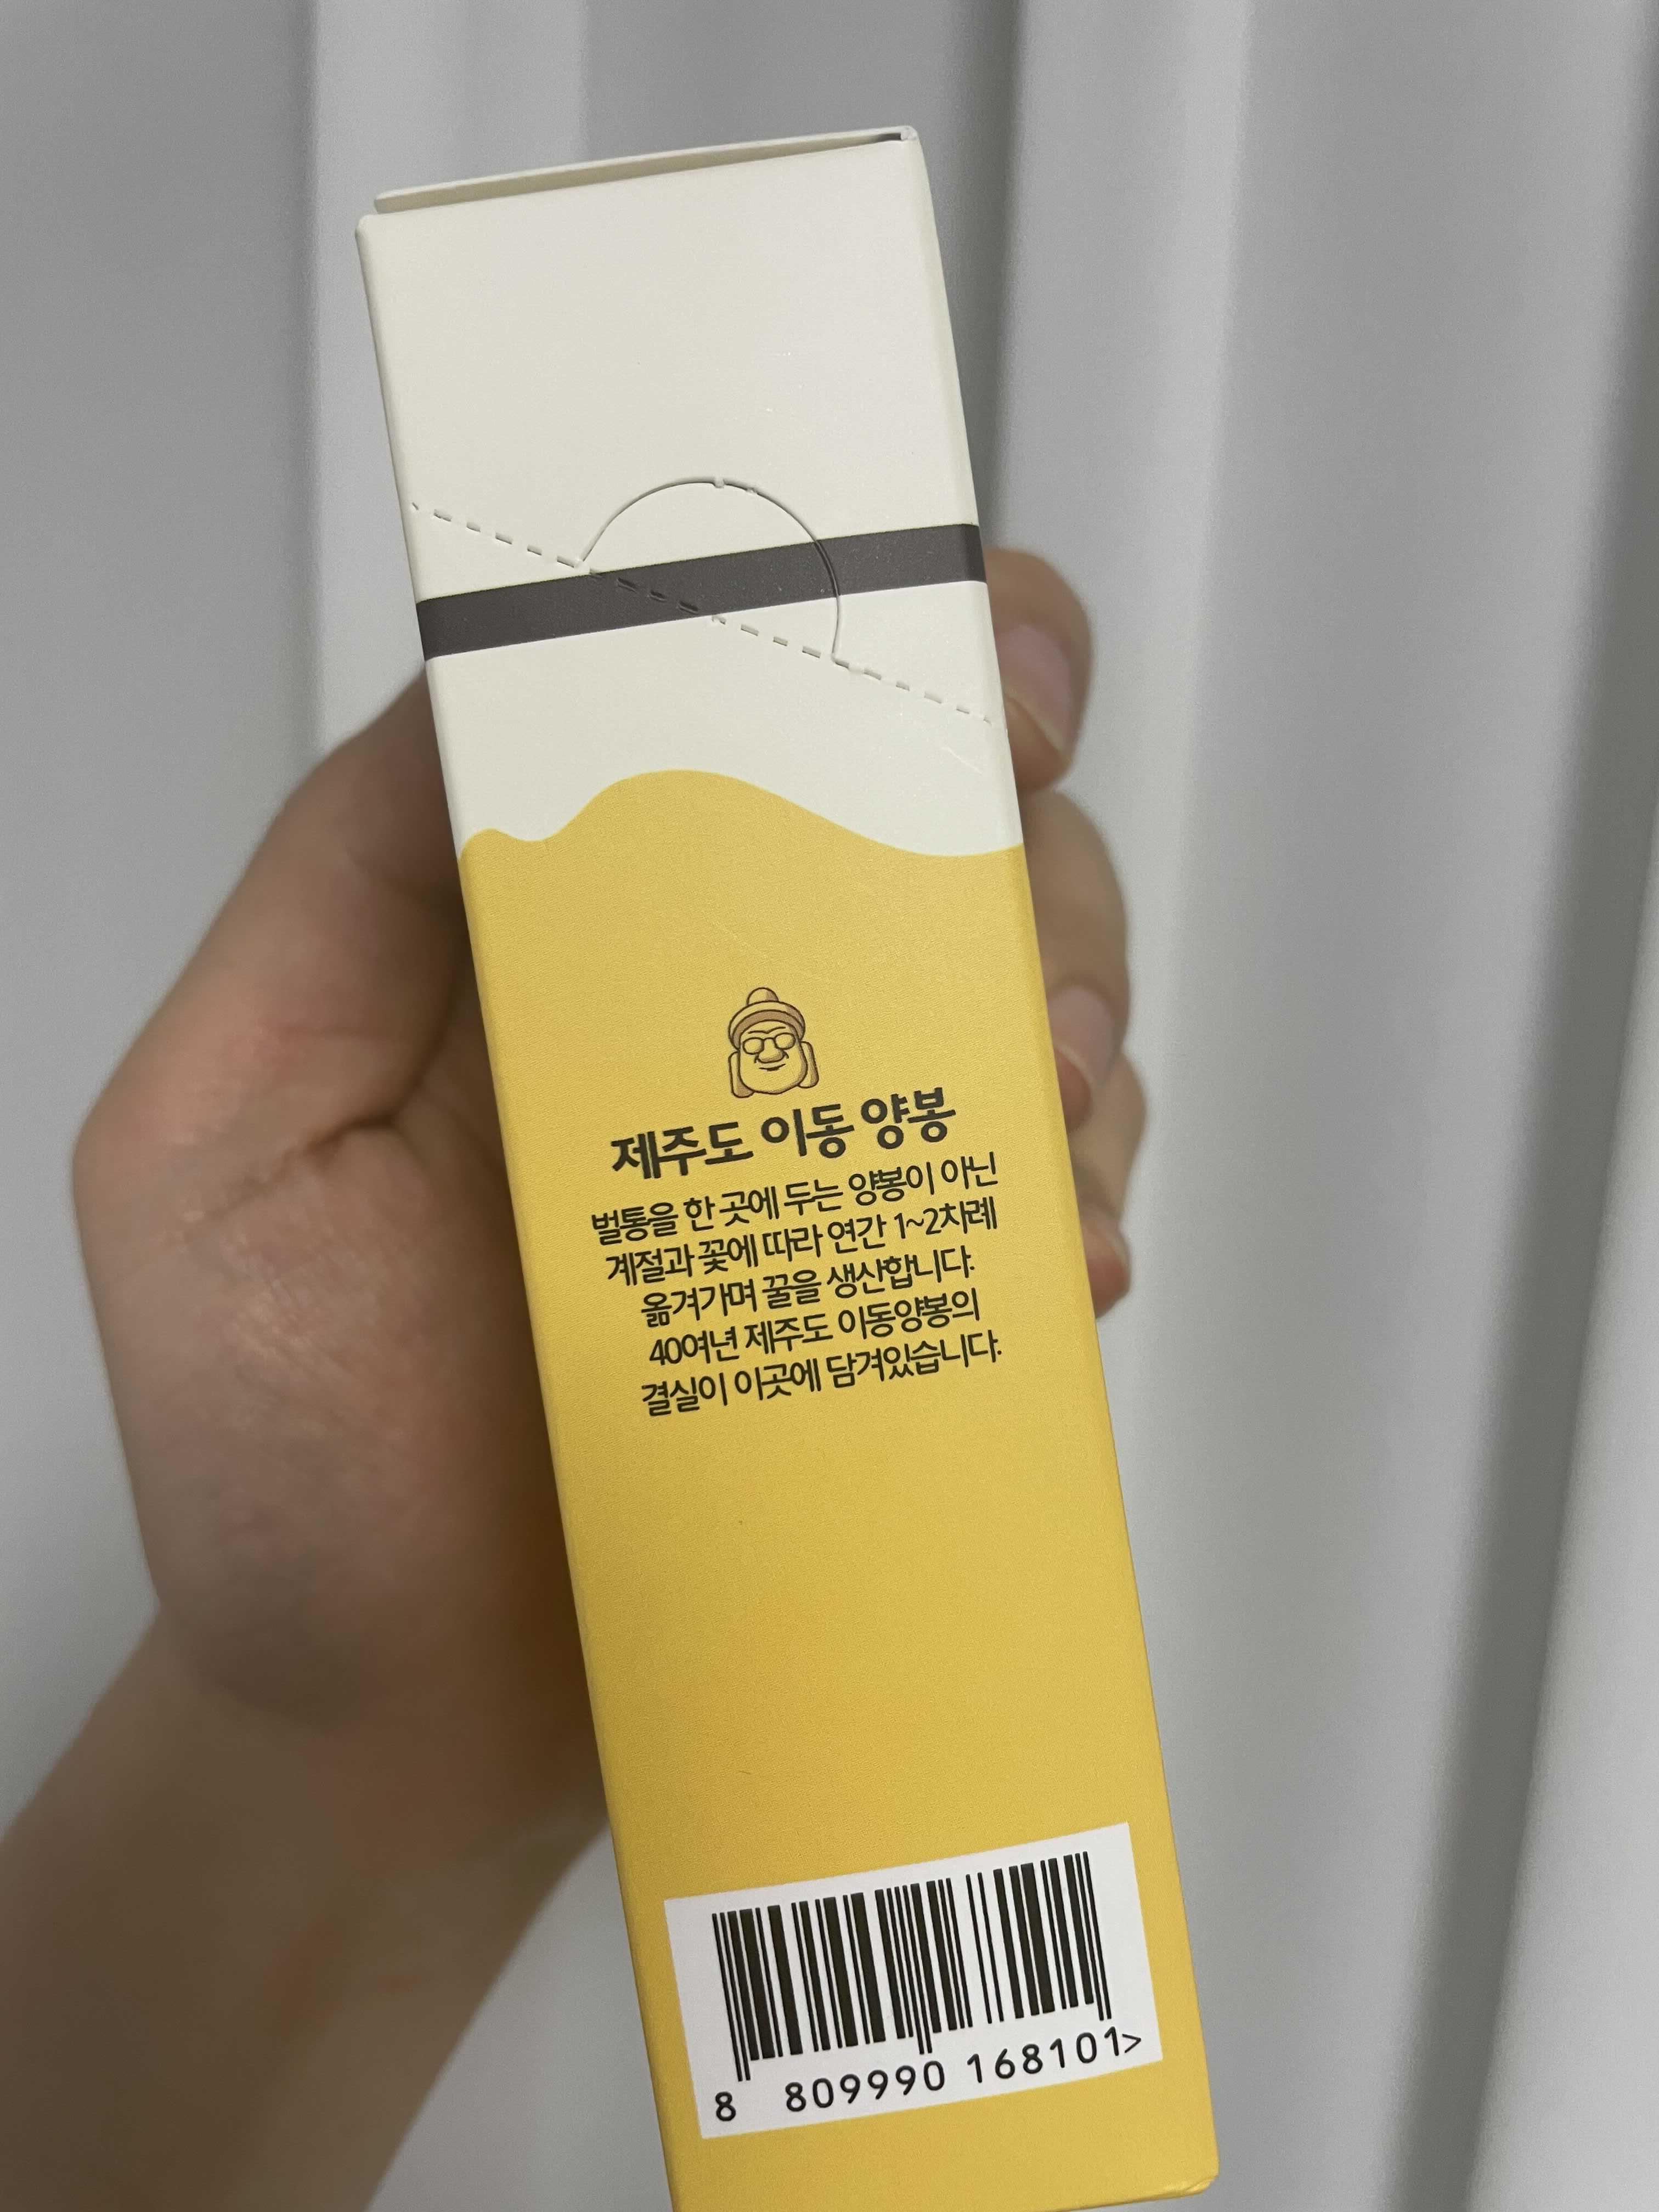 제주도 이동 양봉
벌통을 한 곳에 두는 양봉이 아닌
계절과 꽃에 따라 연간 1~2차례
옮겨가며 꿀을 생산합니다.
40여년 제주도 이동양봉의
결실이 이곳에 담겨있습니다.
8 809990 168101>